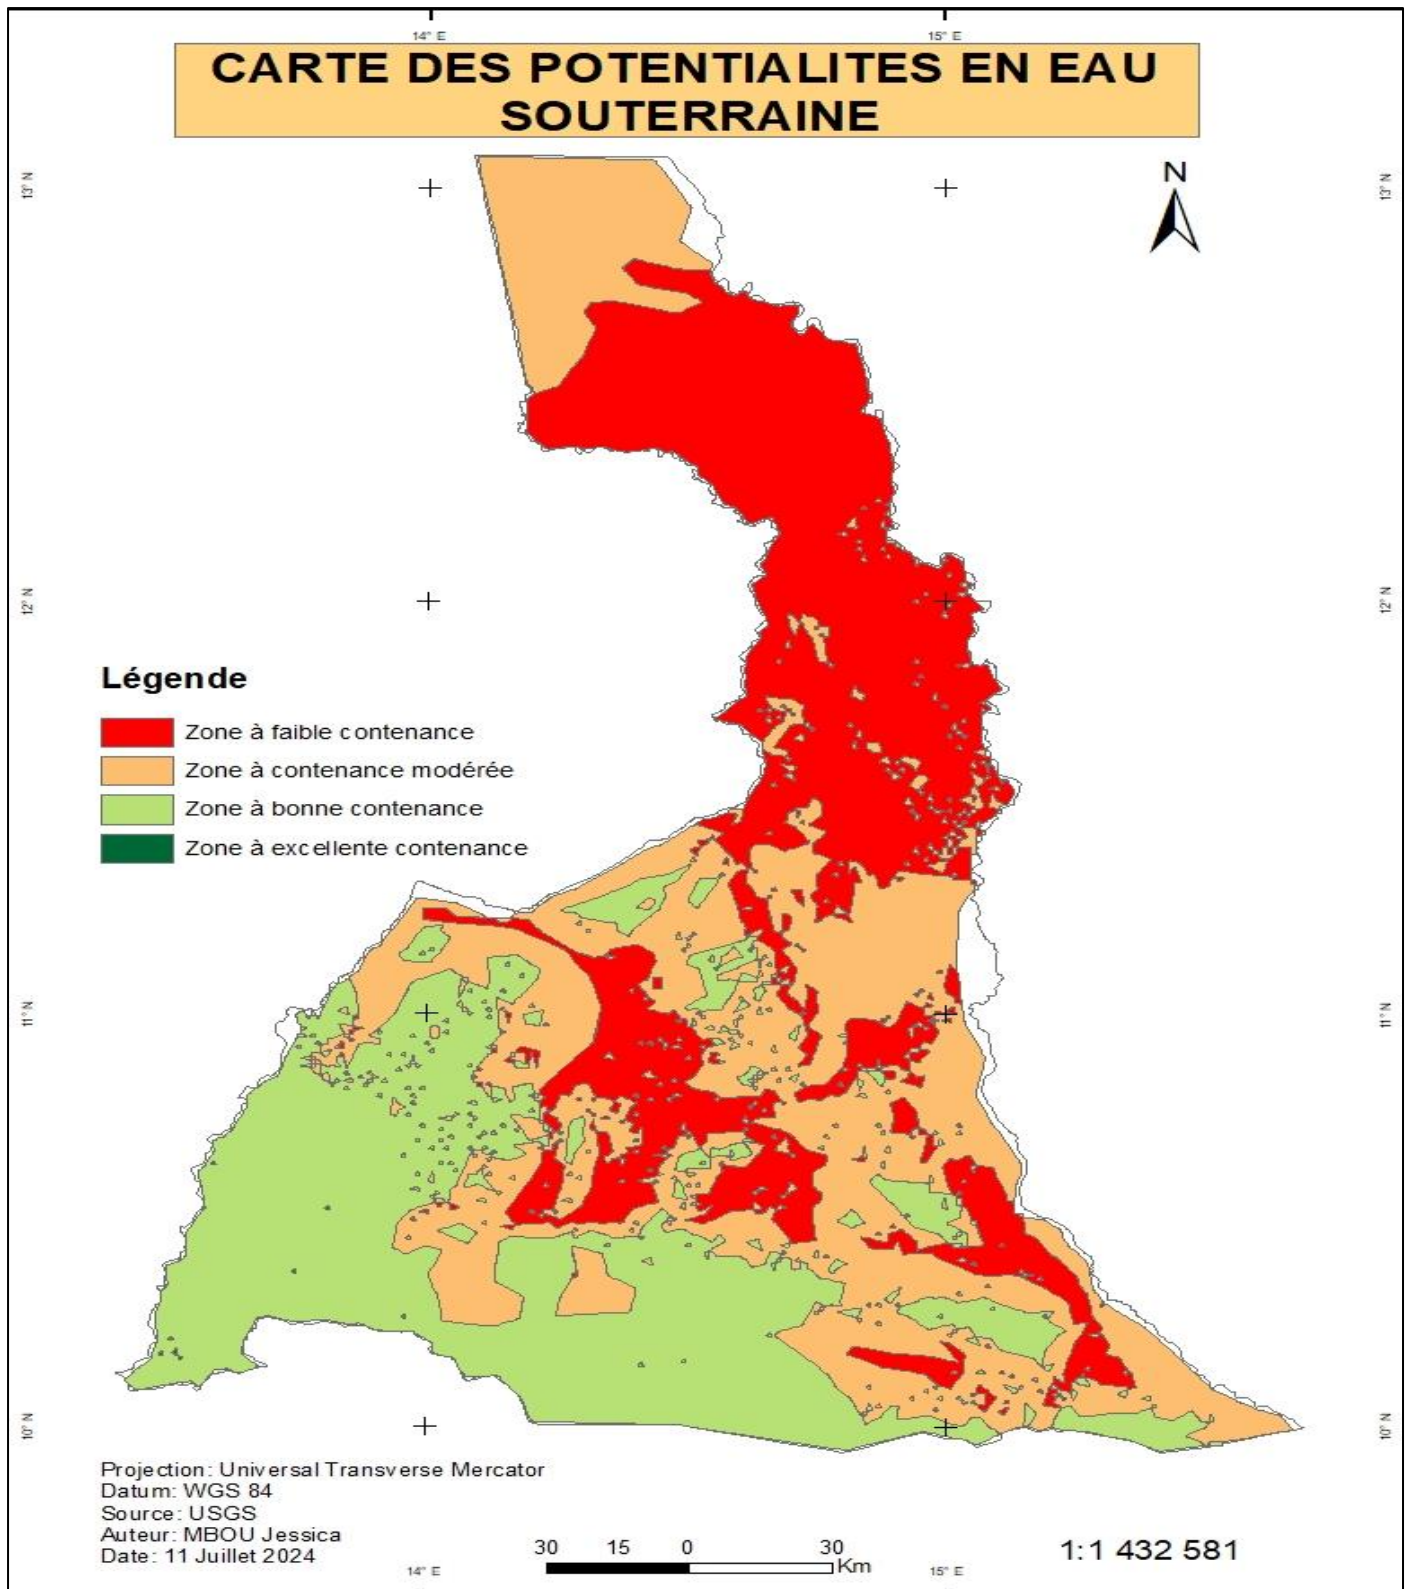 14° E 15° E
CARTE DES POTENTIALITES EN EAU
SOUTERRAINE
N
13° N 13° N
12° N 12° N
Légende
Zone à faible contenance
Zone à contenance modérée
Zone à bonne contenance
Zone à excellente contenance
11° N 11° N
10° N 10° N
Projection: Universal Transverse Mercator
Datum: WGS 84
Source: USGS
Auteur: MBOU Jessica
Date: 11 Juillet 2024
30 15 0 30
Km
1:1 432 581
14° E 15° E